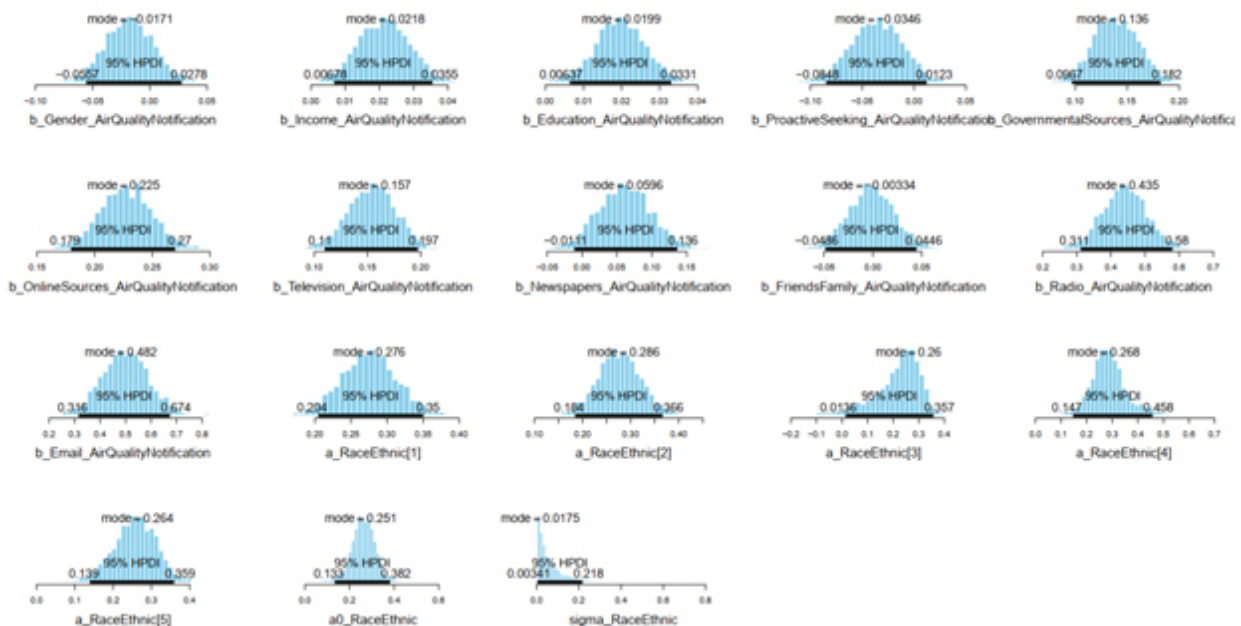 mode = −0.0171
95% HPDI
−0.0557 0.0278
−0.10 −0.05 0.00 0.05
b_Gender_AirQualityNotification
mode = 0.0218
95% HPDI
0.00678 0.0355
0.00 0.01 0.02 0.03 0.04
b_Income_AirQualityNotification
mode = 0.0199
95% HPDI
0.00637 0.0331
0.00 0.01 0.02 0.03 0.04
b_Education_AirQualityNotification
mode = −0.0346
95% HPDI
−0.0848 0.0123
−0.10 −0.05 0.00 0.05
b_ProactiveSeeking_AirQualityNotification
mode = 0.136
95% HPDI
0.0967 0.182
0.10 0.15 0.20
b_GovernmentalSources_AirQualityNotifica
mode = 0.225
95% HPDI
0.179 0.27
0.15 0.20 0.25 0.30
b_OnlineSources_AirQualityNotification
mode = 0.157
95% HPDI
0.11 0.197
0.10 0.15 0.20
b_Television_AirQualityNotification
mode = 0.0596
95% HPDI
−0.0111 0.136
−0.05 0.00 0.05 0.10 0.15
b_Newspapers_AirQualityNotification
mode = −0.00334
95% HPDI
−0.0486 0.0446
−0.05 0.00 0.05
b_FriendsFamily_AirQualityNotification
mode = 0.435
95% HPDI
0.311 0.58
0.2 0.3 0.4 0.5 0.6 0.7
b_Radio_AirQualityNotification
mode = 0.482
95% HPDI
0.316 0.674
0.2 0.3 0.4 0.5 0.6 0.7 0.8
b_Email_AirQualityNotification
mode = 0.276
95% HPDI
0.204 0.35
0.20 0.25 0.30 0.35 0.40
a_RaceEthnic[1]
mode = 0.286
95% HPDI
0.184 0.366
0.10 0.20 0.30 0.40
a_RaceEthnic[2]
mode = 0.26
95% HPDI
0.0136 0.357
−0.2 −0.1 0.0 0.1 0.2 0.3 0.4
a_RaceEthnic[3]
mode = 0.268
95% HPDI
0.147 0.458
0.0 0.1 0.2 0.3 0.4 0.5 0.6 0.7
a_RaceEthnic[4]
mode = 0.264
95% HPDI
0.139 0.359
0.0 0.1 0.2 0.3 0.4
a_RaceEthnic[5]
mode = 0.251
95% HPDI
0.133 0.382
0.0 0.2 0.4 0.6
a0_RaceEthnic
mode = 0.0175
95% HPDI
0.00341 0.218
0.0 0.2 0.4 0.6 0.8
sigma_RaceEthnic